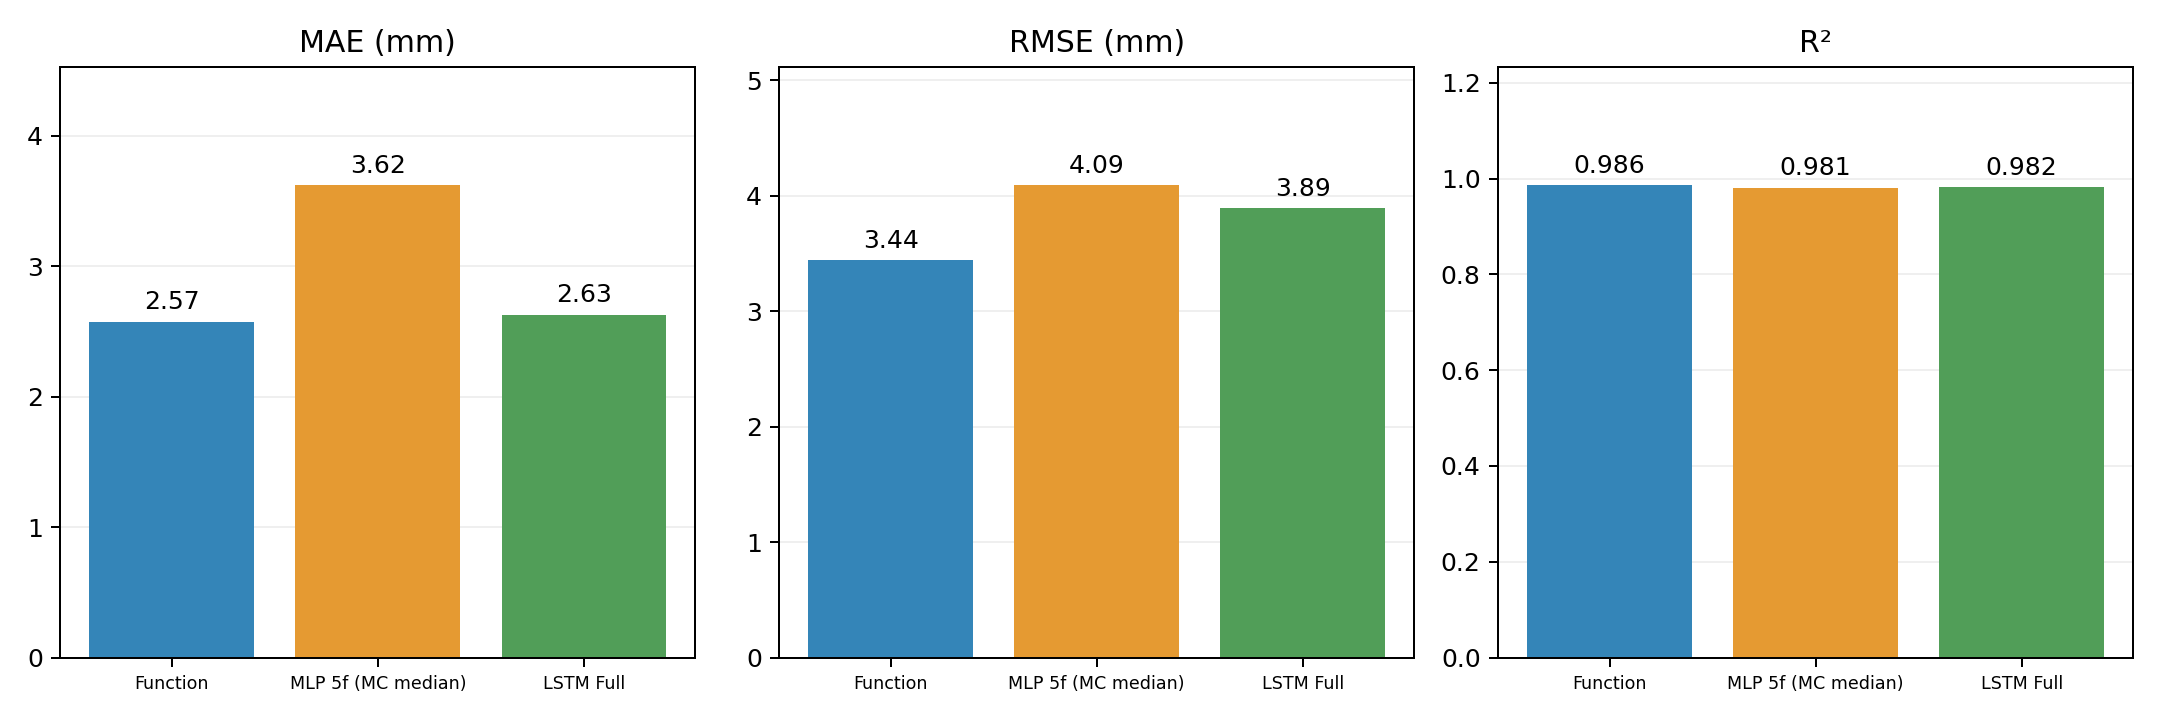 MAE (mm)
4
3
2
1
0
3.62
2.57
2.63
Function
MLP 5f (MC median)
LSTM Full
RMSE (mm)
5
4
3
2
1
0
4.09
3.89
3.44
Function
MLP 5f (MC median)
LSTM Full
R²
1.2
1.0
0.8
0.6
0.4
0.2
0.0
0.986
0.981
0.982
Function
MLP 5f (MC median)
LSTM Full